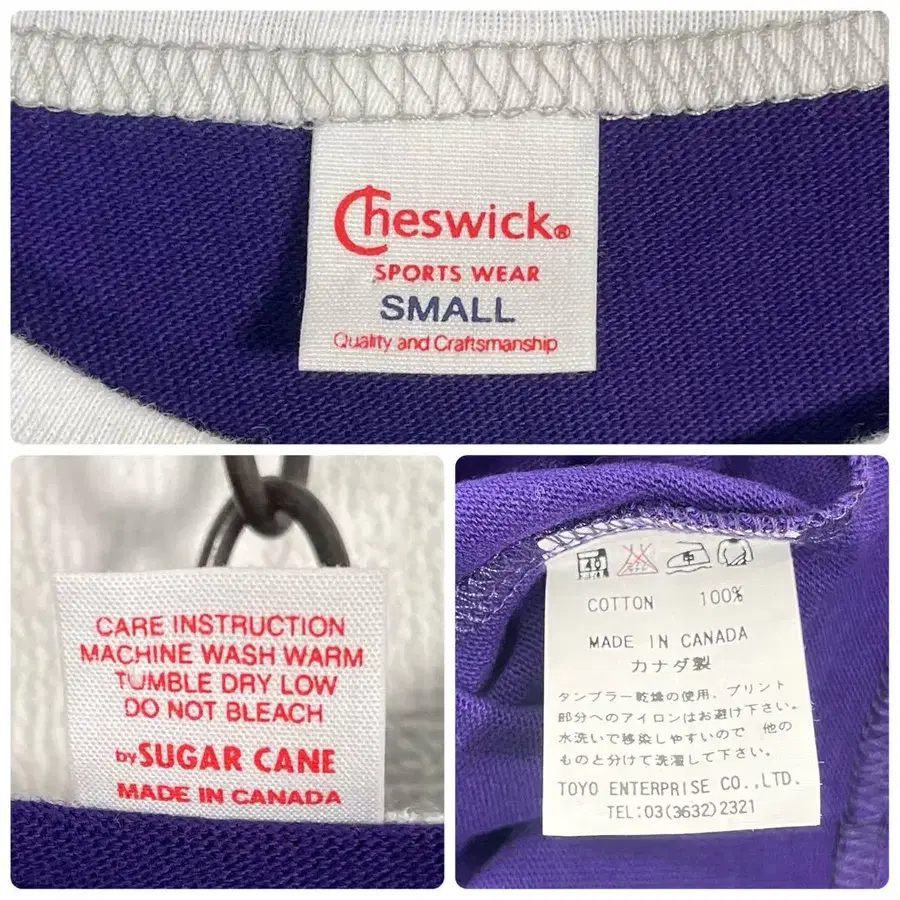 Cheswick®
SPORTS WEAR
SMALL
Quality and Craftsmanship
CARE INSTRUCTION
MACHINE WASH WARM
TUMBLE DRY LOW
DO NOT BLEACH
by SUGAR CANE
MADE IN CANADA
40
中
COTTON 100%
MADE IN CANADA
カナダ製
タンブラー乾燥の使用、プリント
部分へのアイロンはお避け下さい。
水洗いで移染しやすいので 他の
ものと分けて洗濯して下さい。
TOYO ENTERPRISE CO.,LTD.
TEL:03(3632)2321